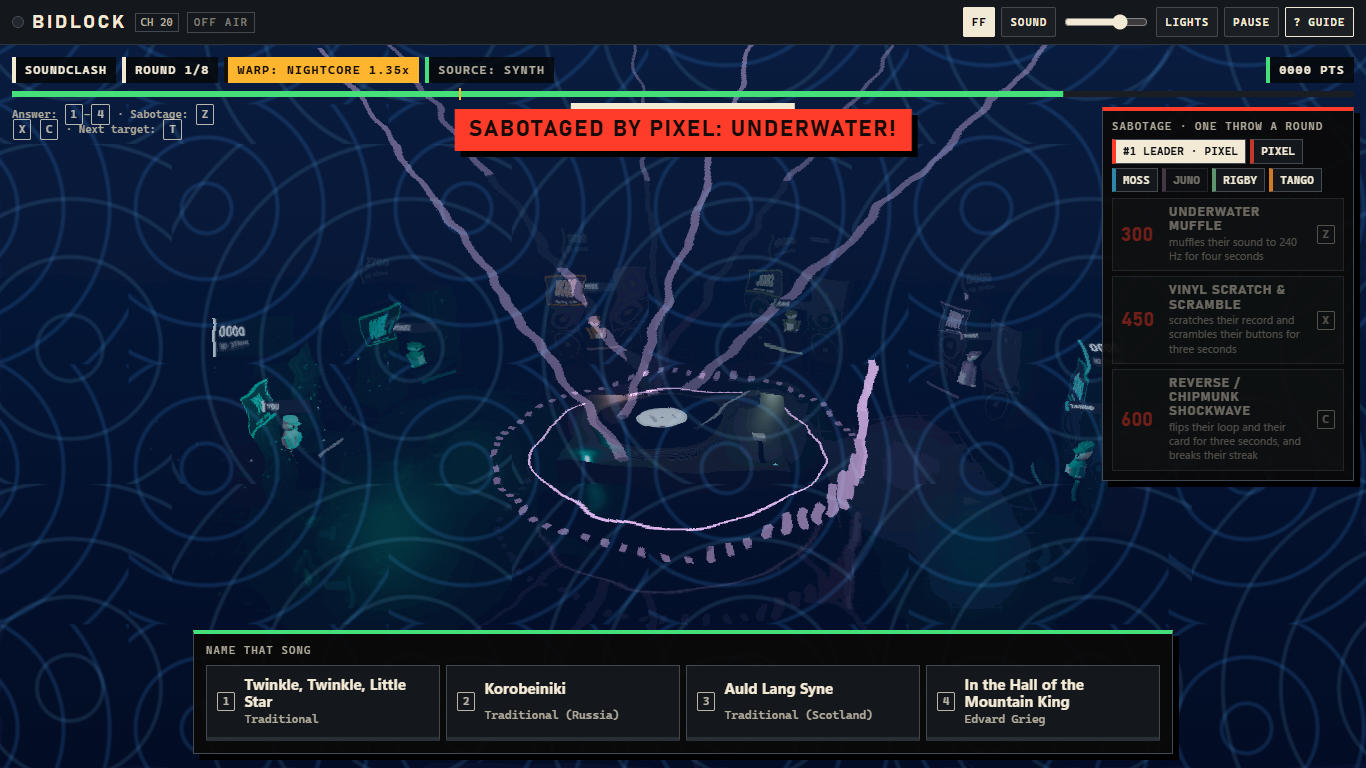 BIDLOCK CH 20 OFF AIR FF SOUND LIGHTS PAUSE ? GUIDE
SOUNDCLASH ROUND 1/8 WARP: NIGHTCORE 1.35x SOURCE: SYNTH 0000 PTS
Answer: 1 - 4 · Sabotage: Z
X C · Next target: T
SABOTAGED BY PIXEL: UNDERWATER!
SABOTAGE · ONE THROW A ROUND
#1 LEADER · PIXEL PIXEL
MOSS JUNO RIGBY TANGO
300 UNDERWATER MUFFLE Z
muffles their sound to 240
Hz for four seconds
450 VINYL SCRATCH &
SCRAMBLE X
scratches their record and
scrambles their buttons for
three seconds
600 REVERSE /
CHIPMUNK
SHOCKWAVE C
flips their loop and their
card for three seconds, and
breaks their streak
0000
YOU
NAME THAT SONG
1 Twinkle, Twinkle, Little
Star
Traditional
2 Korobeiniki
Traditional (Russia)
3 Auld Lang Syne
Traditional (Scotland)
4 In the Hall of the
Mountain King
Edvard Grieg